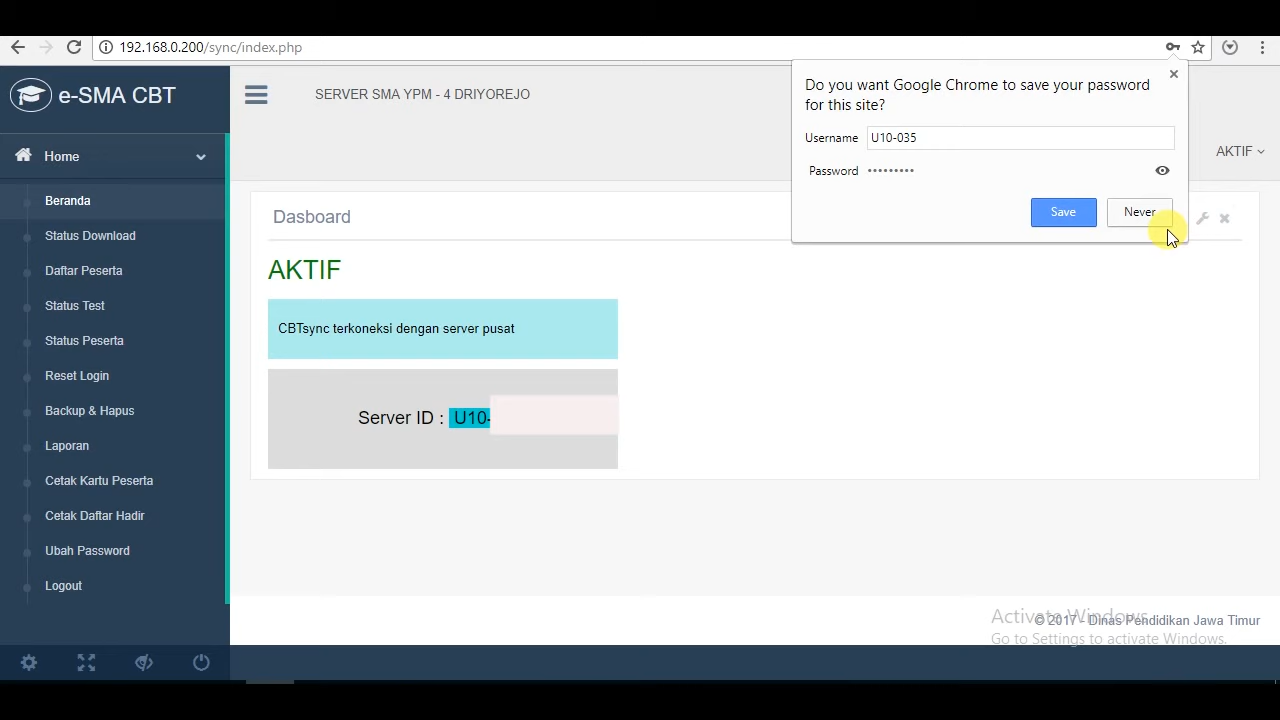 192.168.0.200/sync/index.php
e-SMA CBT
SERVER SMA YPM - 4 DRIYOREJO
Do you want Google Chrome to save your password
for this site?
Username U10-035
Password •••••••••
Save Never
AKTIF
Home
Beranda
Status Download
Daftar Peserta
Status Test
Status Peserta
Reset Login
Backup & Hapus
Laporan
Cetak Kartu Peserta
Cetak Daftar Hadir
Ubah Password
Logout
Dasboard
AKTIF
CBTsync terkoneksi dengan server pusat
Server ID : U10-
Activate Windows
© 2017 - Dinas Pendidikan Jawa Timur
Go to Settings to activate Windows.